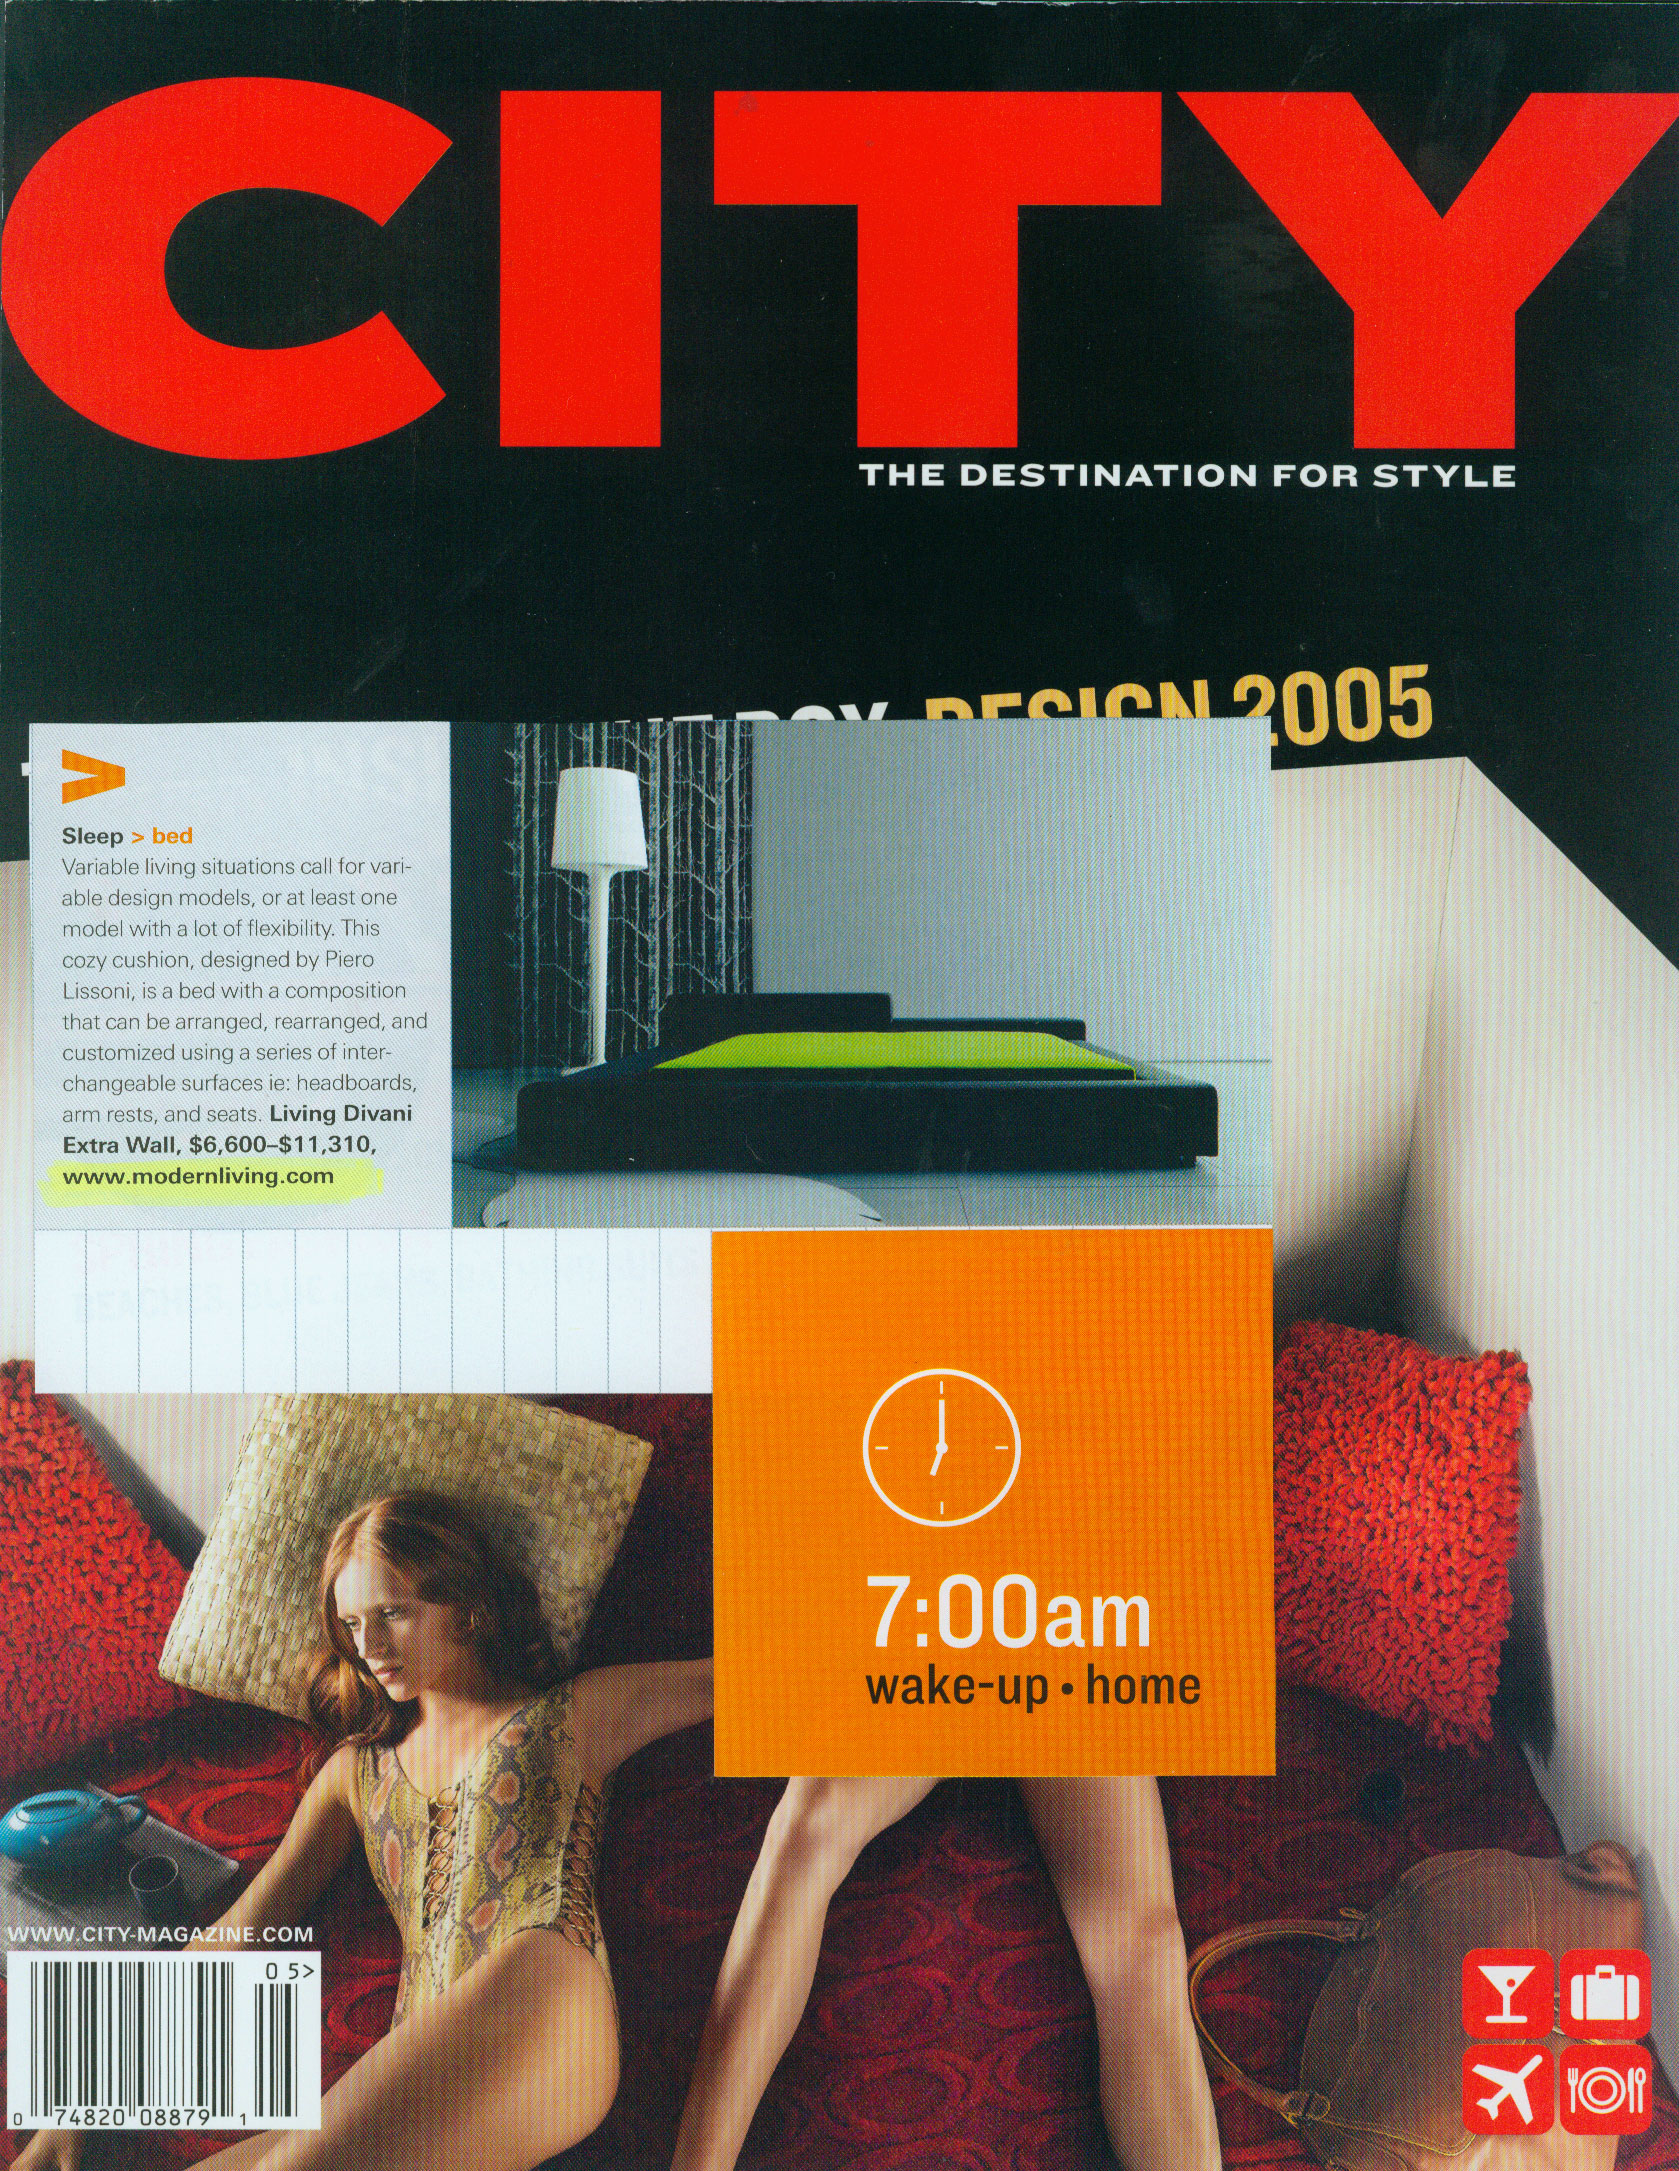 CITY
THE DESTINATION FOR STYLE
DESIGN 2005
Sleep > bed
Variable living situations call for vari-
able design models, or at least one
model with a lot of flexibility. This
cozy cushion, designed by Piero
Lissoni, is a bed with a composition
that can be arranged, rearranged, and
customized using a series of inter-
changeable surfaces ie: headboards,
arm rests, and seats. Living Divani
Extra Wall, $6,600–$11,310,
www.modernliving.com
7:00am
wake-up • home
WWW.CITY-MAGAZINE.COM
05>
0 74820 08879 1